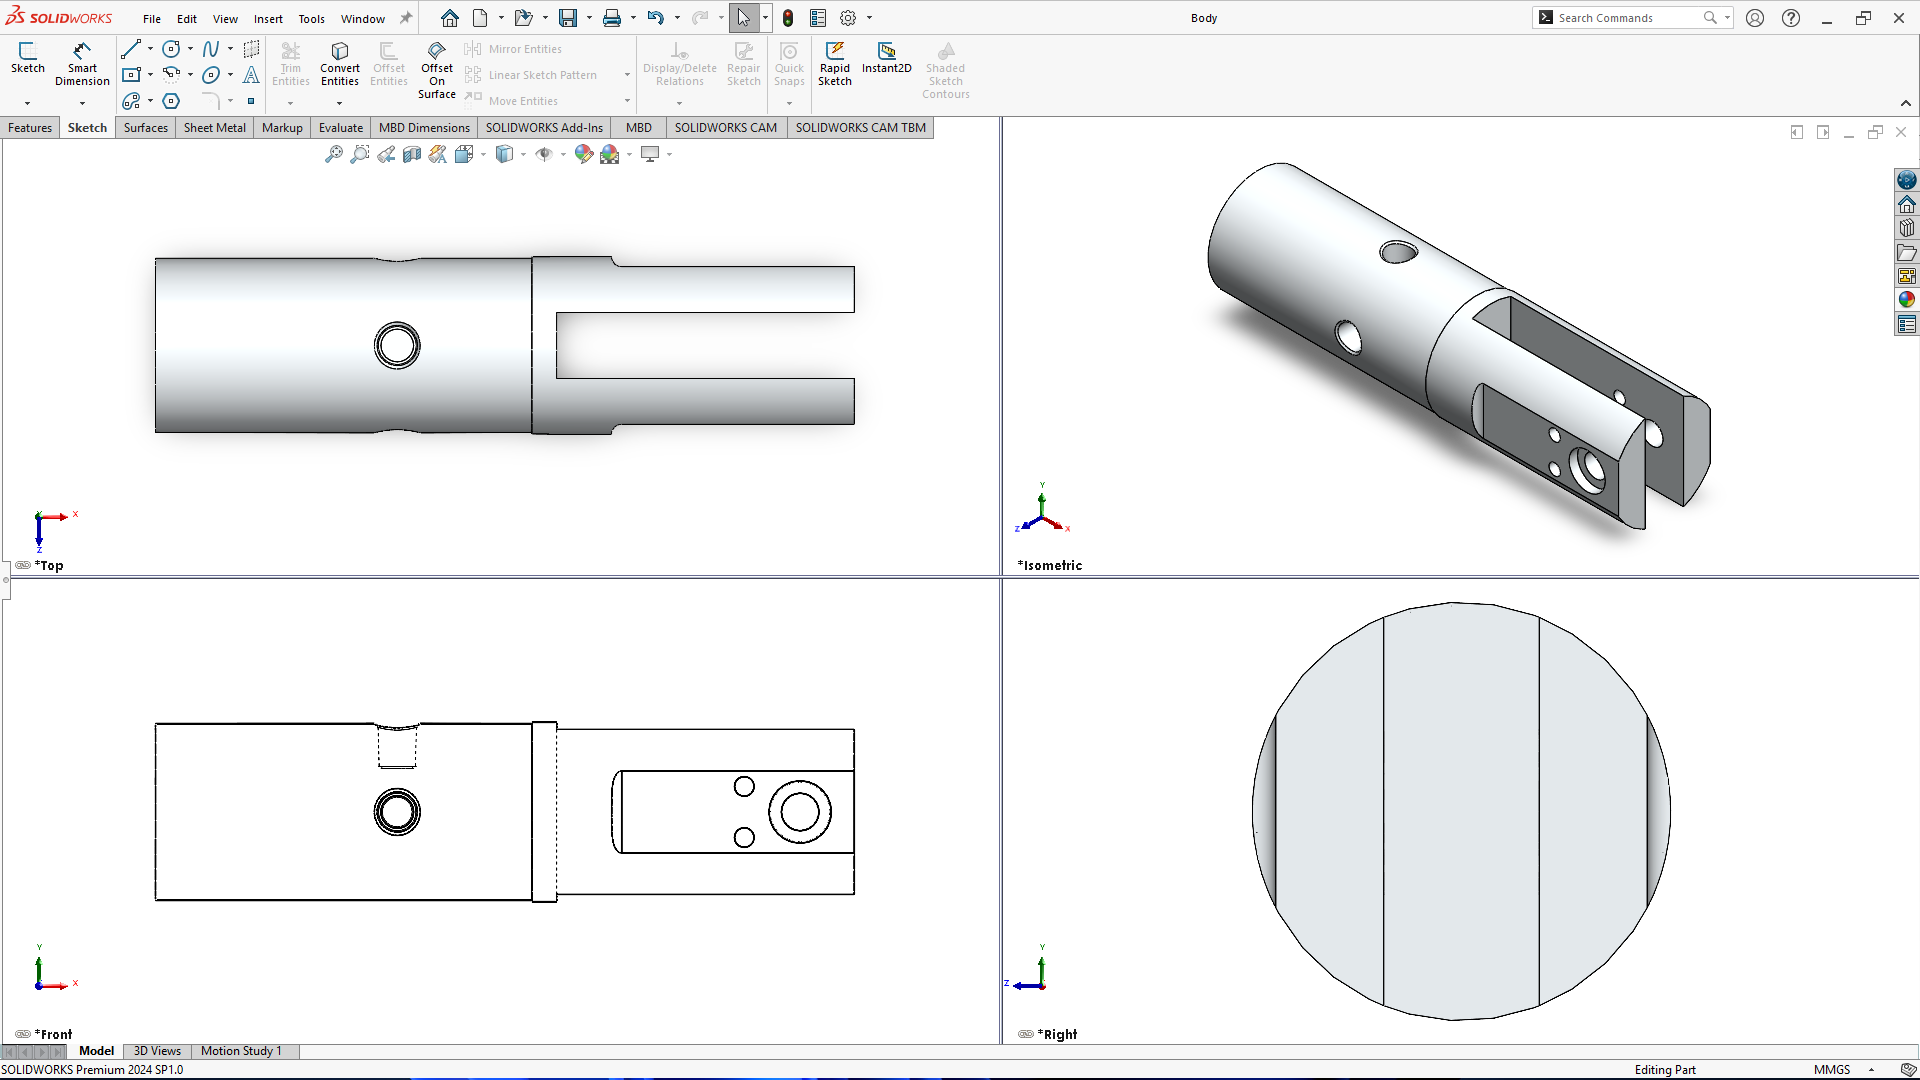 SOLIDWORKS File Edit View Insert Tools Window Body Search Commands
Sketch Smart Dimension Trim Entities Convert Entities Offset Entities Offset On Surface Mirror Entities Linear Sketch Pattern Move Entities Display/Delete Relations Repair Sketch Quick Snaps Rapid Sketch Instant2D Shaded Sketch Contours
Features Sketch Surfaces Sheet Metal Markup Evaluate MBD Dimensions SOLIDWORKS Add-Ins MBD SOLIDWORKS CAM SOLIDWORKS CAM TBM
Y X Z
*Top
Y Z X
*Isometric
Y X
*Front
Y Z
*Right
Model 3D Views Motion Study 1
SOLIDWORKS Premium 2024 SP1.0 Editing Part MMGS